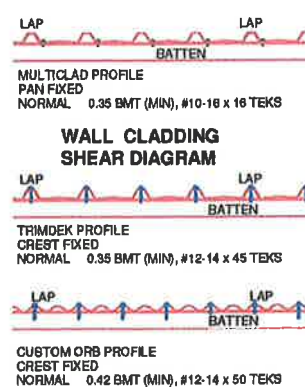 LAP LAP
BATTEN
MULTICLAD PROFILE
PAN FIXED
NORMAL 0.35 BMT (MIN), #10-16 x 16 TEKS
WALL CLADDING
SHEAR DIAGRAM
LAP LAP
BATTEN
TRIMDEK PROFILE
CREST FIXED
NORMAL 0.35 BMT (MIN), #12-14 x 45 TEKS
LAP LAP
BATTEN
CUSTOM ORB PROFILE
CREST FIXED
NORMAL 0.42 BMT (MIN), #12-14 x 50 TEKS